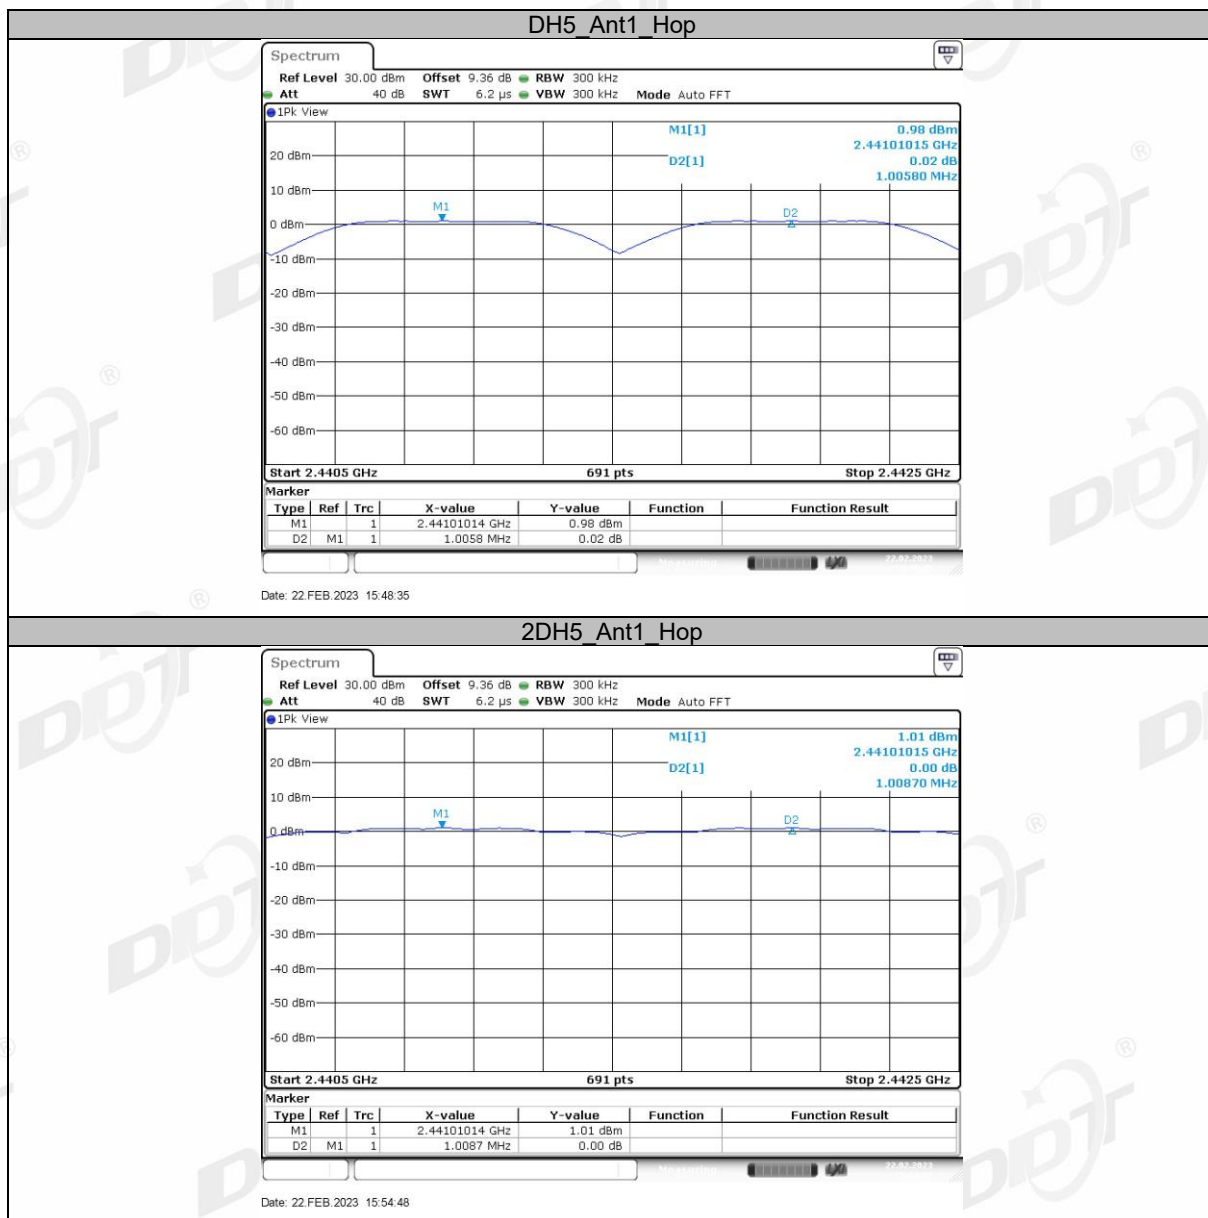 DH5_Ant1_Hop
Spectrum
Ref Level 30.00 dBm Offset 9.36 dB RBW 300 kHz
Att 40 dB SWT 6.2 µs VBW 300 kHz Mode Auto FFT
1Pk View
M1[1] 0.98 dBm
2.44101015 GHz
20 dBm
D2[1] 0.02 dB
1.00580 MHz
10 dBm
M1
D2
0 dBm
-10 dBm
-20 dBm
-30 dBm
-40 dBm
-50 dBm
-60 dBm
Start 2.4405 GHz 691 pts Stop 2.4425 GHz
Marker
Type Ref Trc X-value Y-value Function Function Result
M1 1 2.44101014 GHz 0.98 dBm
D2 M1 1 1.0058 MHz 0.02 dB
Measuring... 22.02.2023
Date: 22.FEB.2023 15:48:35
2DH5_Ant1_Hop
Spectrum
Ref Level 30.00 dBm Offset 9.36 dB RBW 300 kHz
Att 40 dB SWT 6.2 µs VBW 300 kHz Mode Auto FFT
1Pk View
M1[1] 1.01 dBm
2.44101015 GHz
20 dBm
D2[1] 0.00 dB
1.00870 MHz
10 dBm
M1
D2
0 dBm
-10 dBm
-20 dBm
-30 dBm
-40 dBm
-50 dBm
-60 dBm
Start 2.4405 GHz 691 pts Stop 2.4425 GHz
Marker
Type Ref Trc X-value Y-value Function Function Result
M1 1 2.44101014 GHz 1.01 dBm
D2 M1 1 1.0087 MHz 0.00 dB
Measuring... 22.02.2023
Date: 22.FEB.2023 15:54:48